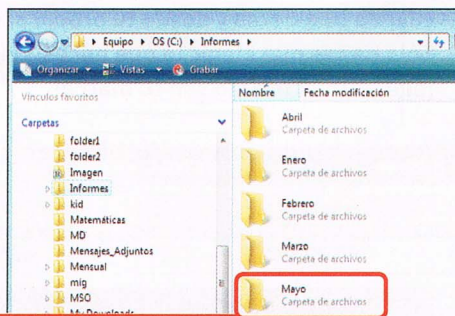 Equipo ▸ OS (C:) ▸ Informes ▸
Organizar Vistas Grabar
Vínculos favoritos
Carpetas
folder1
folder2
Imagen
Informes
kid
Matemáticas
MD
Mensajes_Adjuntos
Mensual
mig
MSO
My Downloads
Nombre Fecha modificación
Abril
Carpeta de archivos
Enero
Carpeta de archivos
Febrero
Carpeta de archivos
Marzo
Carpeta de archivos
Mayo
Carpeta de archivos